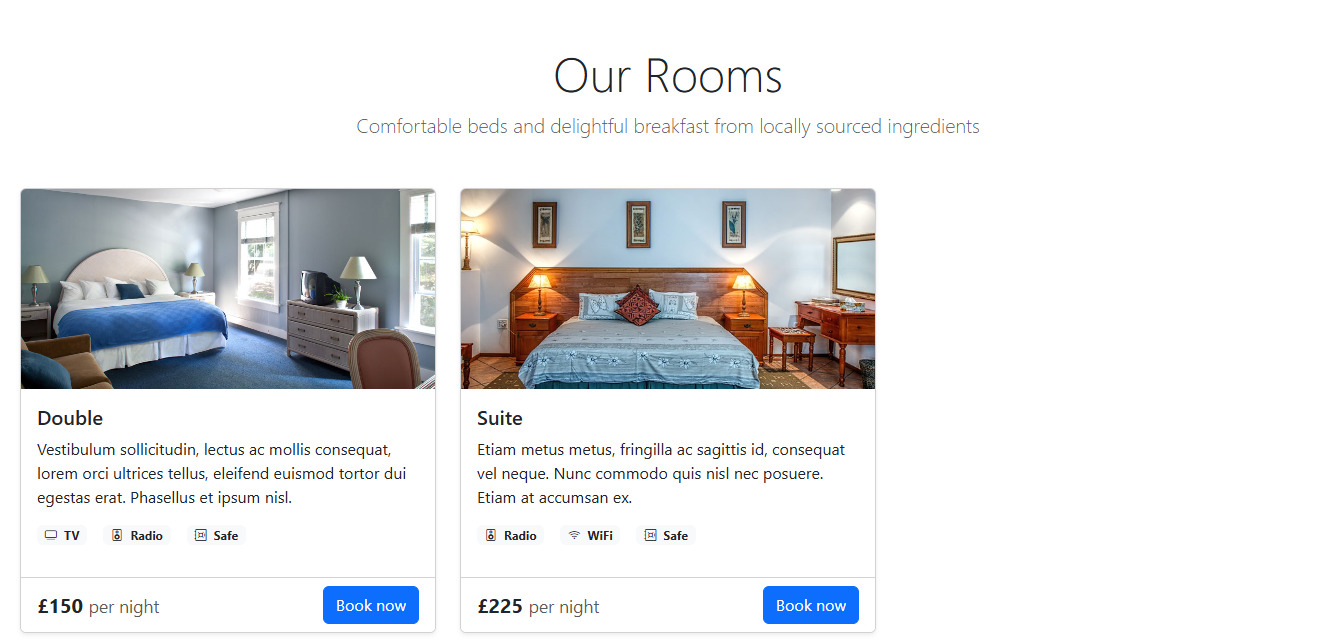 Our Rooms
Comfortable beds and delightful breakfast from locally sourced ingredients
Double
Vestibulum sollicitudin, lectus ac mollis consequat,
lorem orci ultrices tellus, eleifend euismod tortor dui
egestas erat. Phasellus et ipsum nisl.
TV Radio Safe
£150 per night Book now
Suite
Etiam metus metus, fringilla ac sagittis id, consequat
vel neque. Nunc commodo quis nisl nec posuere.
Etiam at accumsan ex.
Radio WiFi Safe
£225 per night Book now